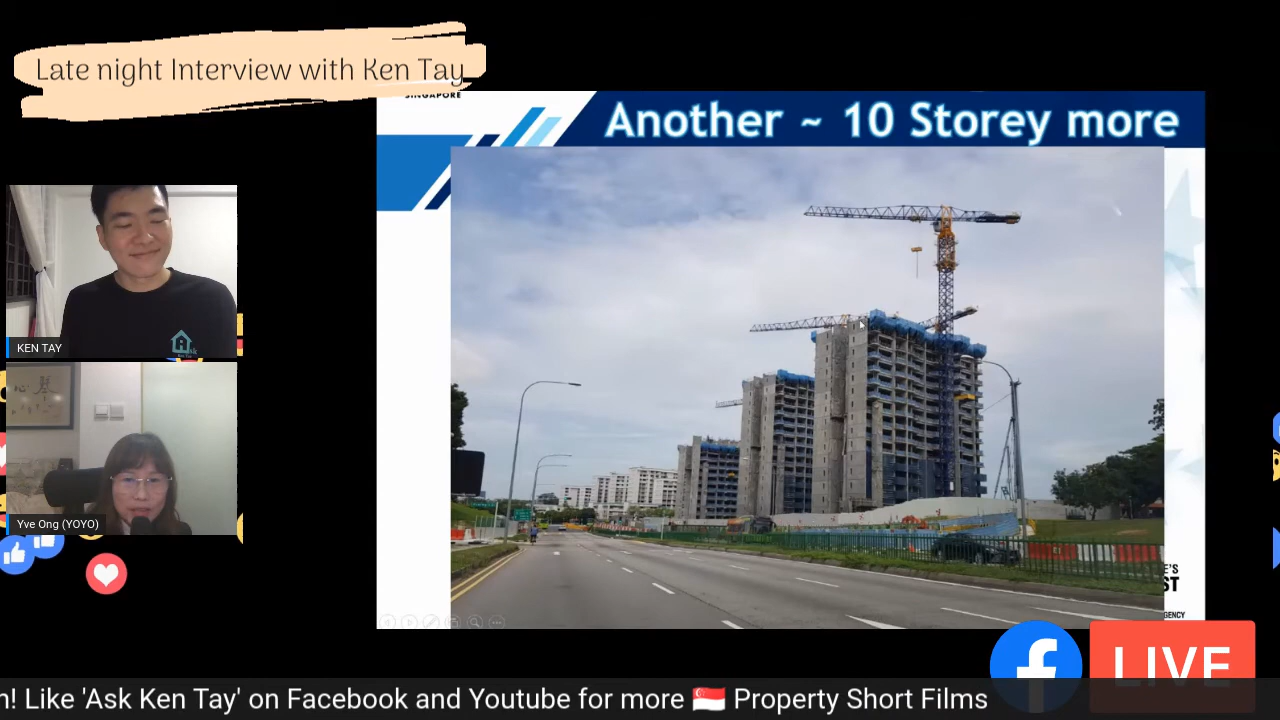 Late night Interview with Ken Tay
SINGAPORE
Another ~ 10 Storey more
KEN TAY
Yve Ong (YOYO)
LIVE
! Like 'Ask Ken Tay' on Facebook and Youtube for more 🇸🇬 Property Short Films